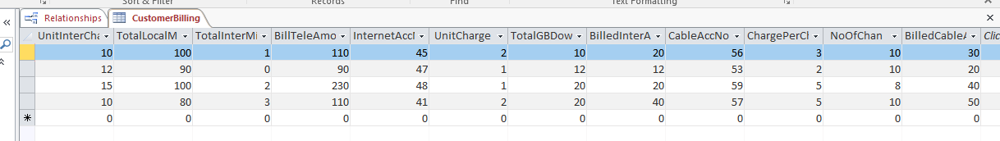 Sort & Filter Records Find Text Formatting
« Relationships CustomerBilling ×
UnitInterCha TotalLocalM TotalInterMi BillTeleAmo InternetAccI UnitCharge TotalGBDow BilledInterA CableAccNo ChargePerCl NoOfChan BilledCableA Clic
10 100 1 110 45 2 10 20 56 3 10 30
12 90 0 90 47 1 12 12 53 2 10 20
15 100 2 230 48 1 20 20 59 5 8 40
10 80 3 110 41 2 20 40 57 5 10 50
* 0 0 0 0 0 0 0 0 0 0 0 0